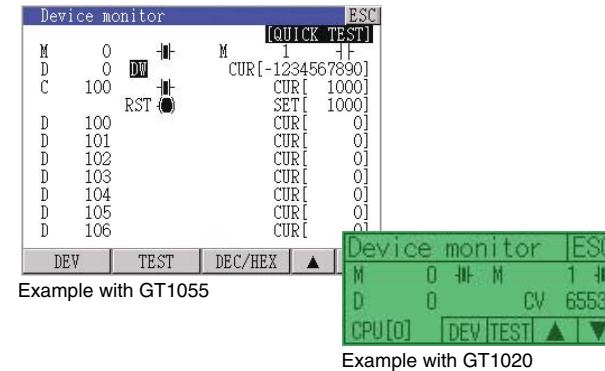 Device monitor ESC
[QUICK TEST]
M 0 M 1
D 0 DW CUR[-1234567890]
C 100 CUR[ 1000]
RST SET[ 1000]
D 100 CUR[ 0]
D 101 CUR[ 0]
D 102 CUR[ 0]
D 103 CUR[ 0]
D 104 CUR[ 0]
D 105 CUR[ 0]
D 106 CUR[ 0]
DEV TEST DEC/HEX ▲
Example with GT1055
Device monitor ESC
M 0 M 1
D 0 CV 6553
CPU[0] DEV TEST ▲ ▼
Example with GT1020